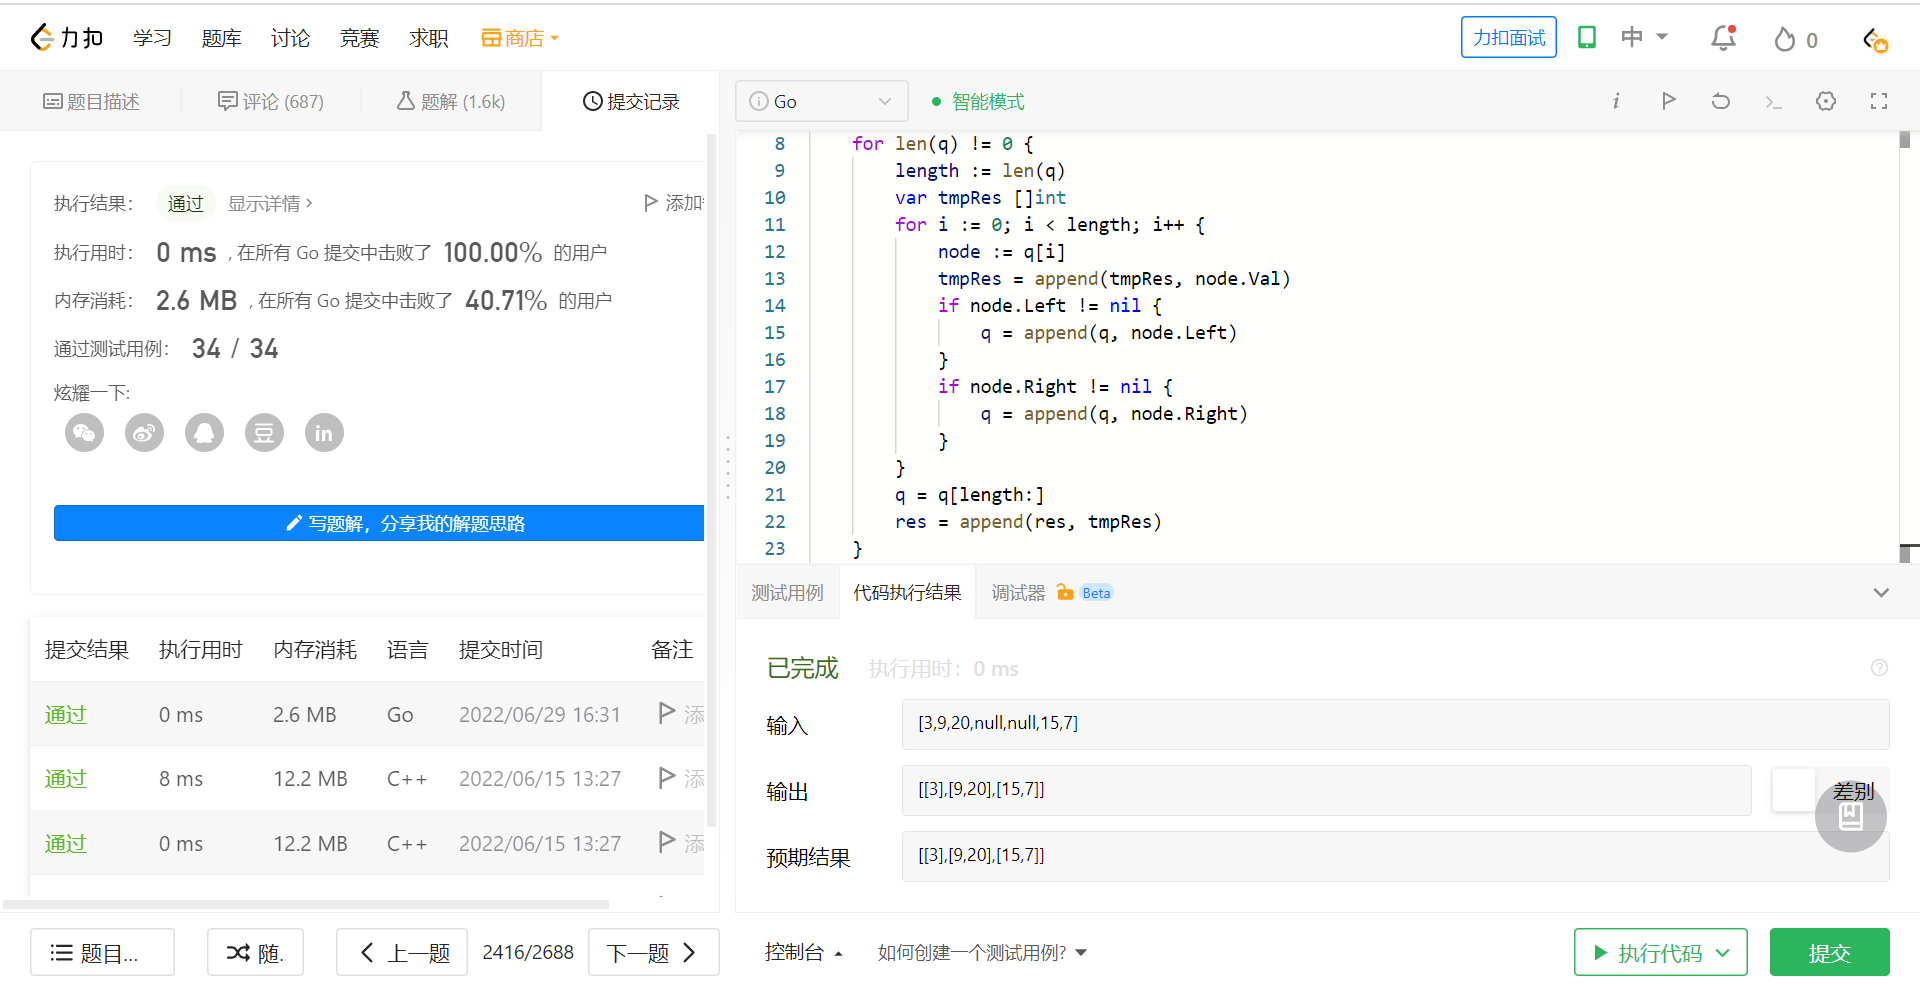 力扣 学习 题库 讨论 竞赛 求职 商店 力扣面试 中 0
题目描述 评论 (687) 题解 (1.6k) 提交记录
执行结果： 通过 显示详情 › 添加
执行用时： 0 ms , 在所有 Go 提交中击败了 100.00% 的用户
内存消耗： 2.6 MB , 在所有 Go 提交中击败了 40.71% 的用户
通过测试用例： 34 / 34
炫耀一下:
豆 in
写题解，分享我的解题思路
提交结果 执行用时 内存消耗 语言 提交时间 备注
通过 0 ms 2.6 MB Go 2022/06/29 16:31 添
通过 8 ms 12.2 MB C++ 2022/06/15 13:27 添
通过 0 ms 12.2 MB C++ 2022/06/15 13:27 添
题目... 随. 上一题 2416/2688 下一题
Go 智能模式
8 for len(q) != 0 {
9 length := len(q)
10 var tmpRes []int
11 for i := 0; i < length; i++ {
12 node := q[i]
13 tmpRes = append(tmpRes, node.Val)
14 if node.Left != nil {
15 q = append(q, node.Left)
16 }
17 if node.Right != nil {
18 q = append(q, node.Right)
19 }
20 }
21 q = q[length:]
22 res = append(res, tmpRes)
23 }
测试用例 代码执行结果 调试器 Beta
已完成 执行用时：0 ms
输入 [3,9,20,null,null,15,7]
输出 [[3],[9,20],[15,7]] 差别
预期结果 [[3],[9,20],[15,7]]
控制台 如何创建一个测试用例? 执行代码 提交